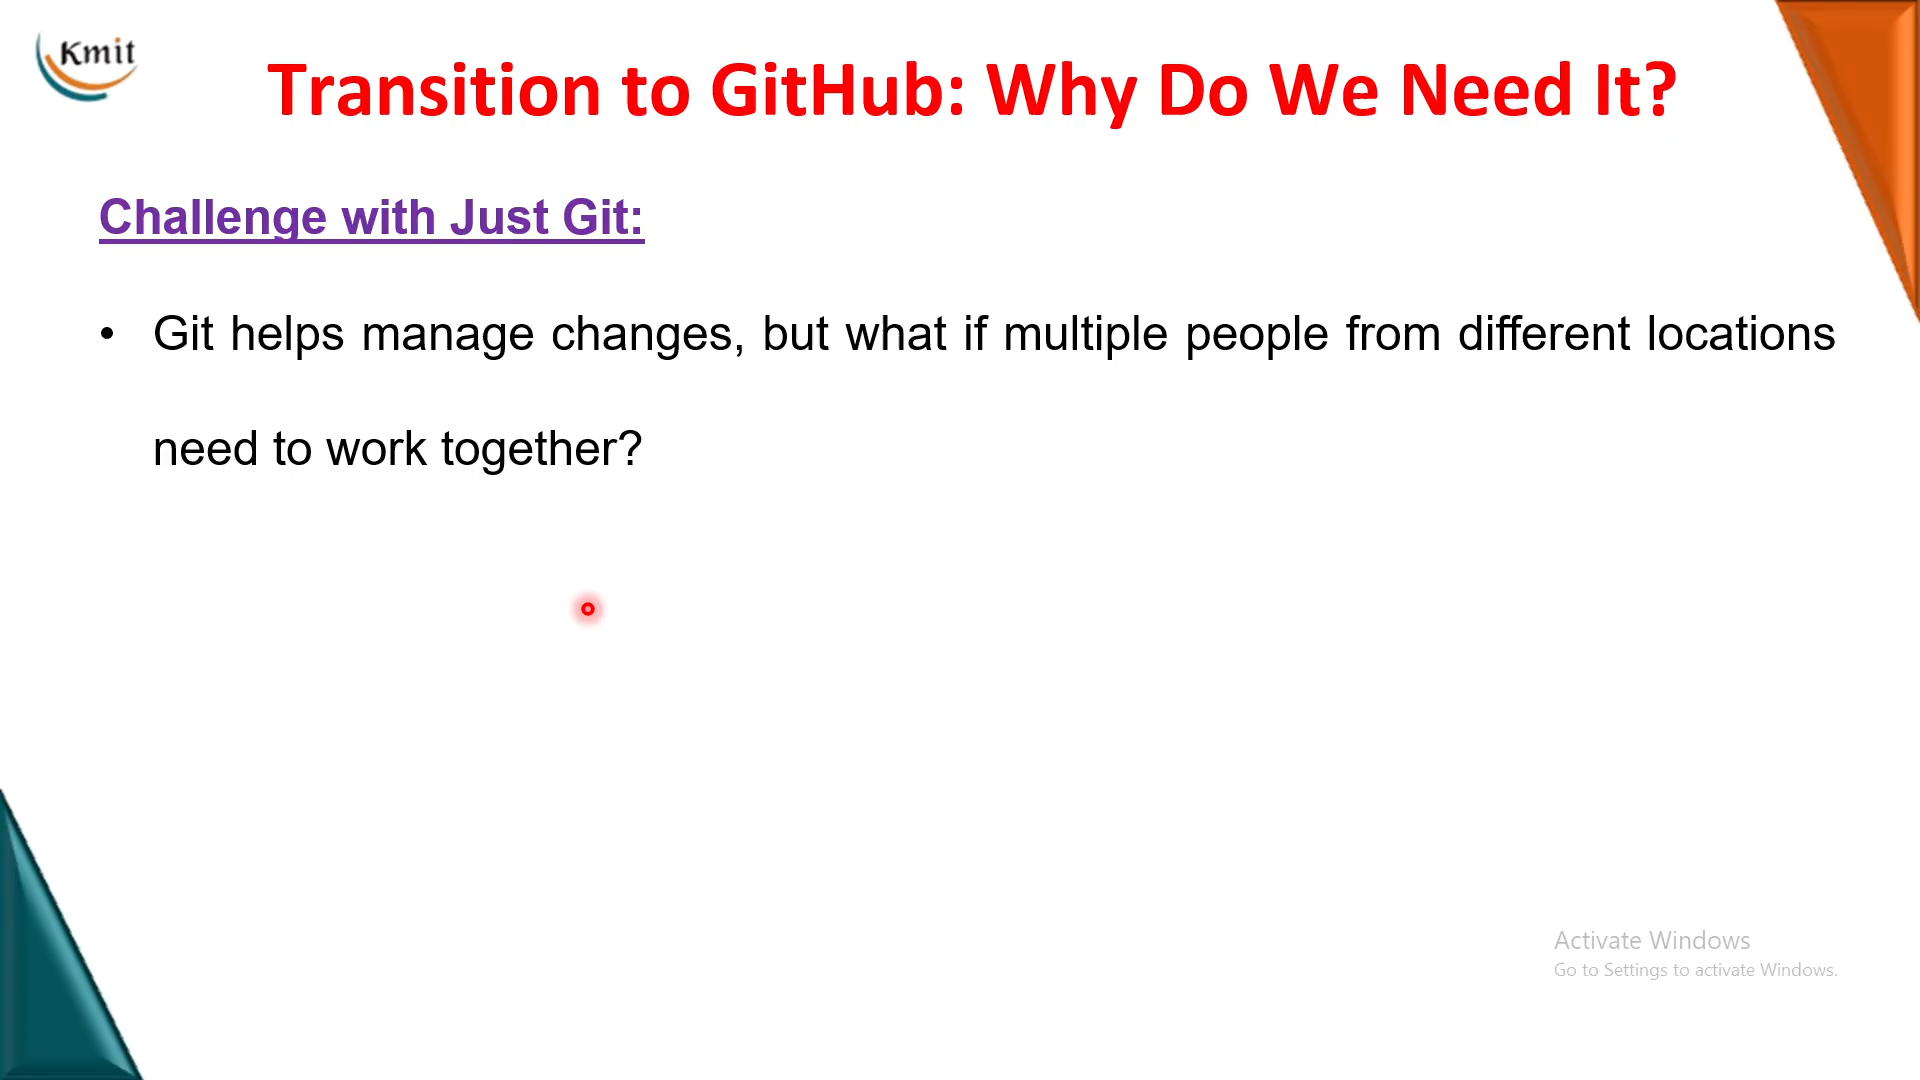 Kmit
Transition to GitHub: Why Do We Need It?
Challenge with Just Git:
• Git helps manage changes, but what if multiple people from different locations
need to work together?
Activate Windows
Go to Settings to activate Windows.